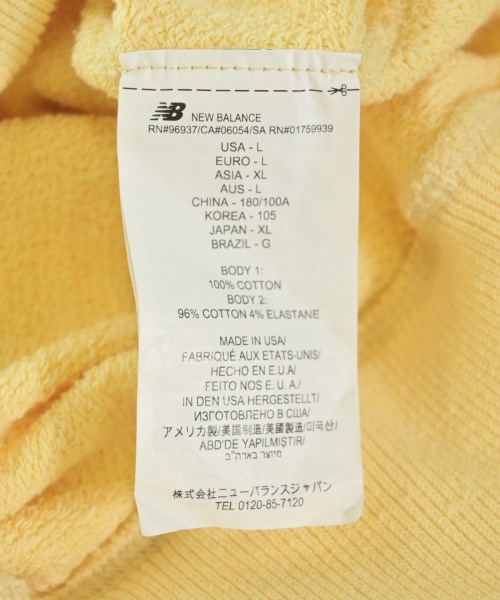 NB NEW BALANCE
RN#96937/CA#06054/SA RN#01759939
USA - L
EURO - L
ASIA - XL
AUS - L
CHINA - 180/100A
KOREA - 105
JAPAN - XL
BRAZIL - G
BODY 1:
100% COTTON
BODY 2:
96% COTTON 4% ELASTANE
MADE IN USA/
FABRIQUÉ AUX ETATS-UNIS/
HECHO EN E.U.A/
FEITO NOS E. U. A/
IN DEN USA HERGESTELLT/
ИЗГОТОВЛЕНО В США/
アメリカ製/美国制造/美國製造/미국산/
ABD'DE YAPILMIŞTIR/
מיוצר בארה"ב
株式会社ニューバランスジャパン
TEL 0120-85-7120